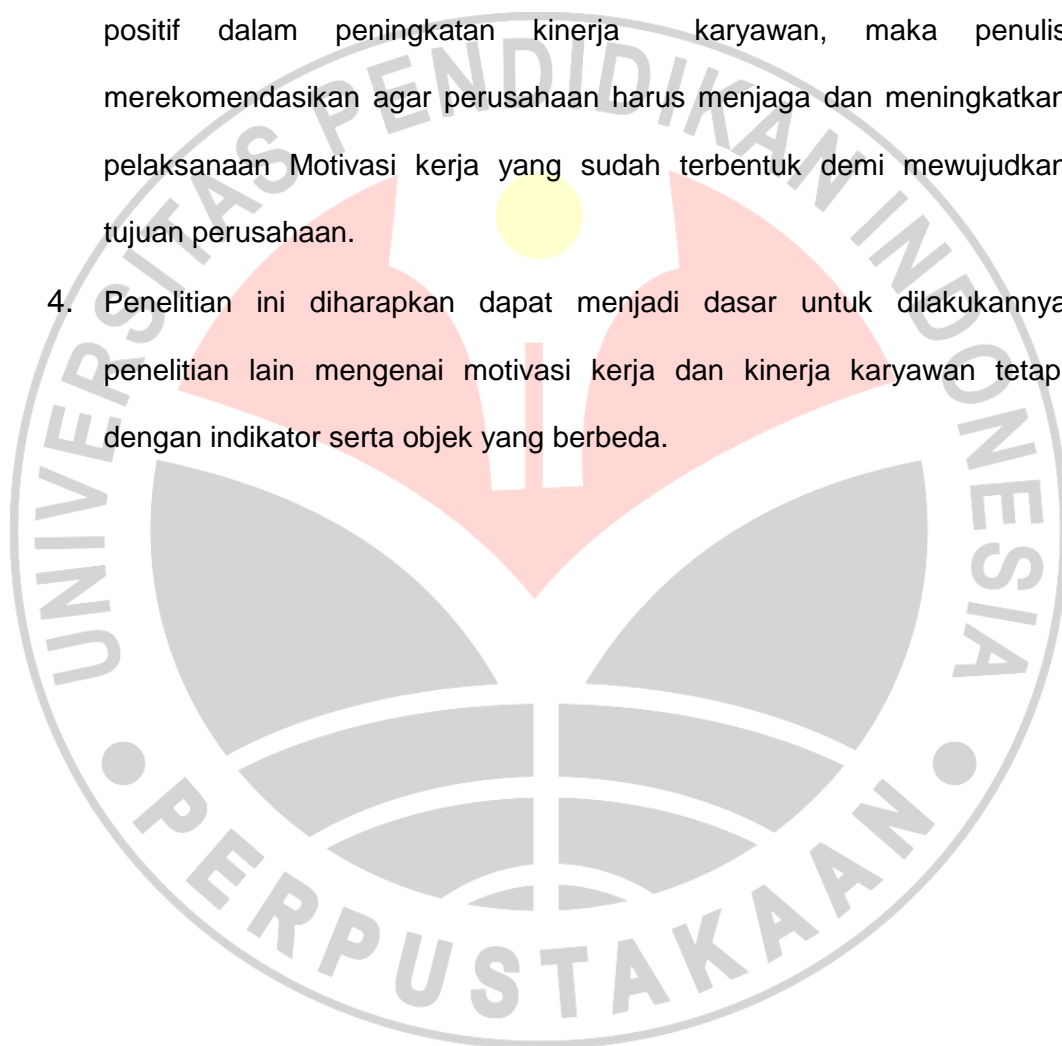 positif dalam peningkatan kinerja karyawan, maka penulis
merekomendasikan agar perusahaan harus menjaga dan meningkatkan
pelaksanaan Motivasi kerja yang sudah terbentuk demi mewujudkan
tujuan perusahaan.
4. Penelitian ini diharapkan dapat menjadi dasar untuk dilakukannya
penelitian lain mengenai motivasi kerja dan kinerja karyawan tetap
dengan indikator serta objek yang berbeda.
UNIVERSITAS PENDIDIKAN INDONESIA
PERPUSTAKAAN